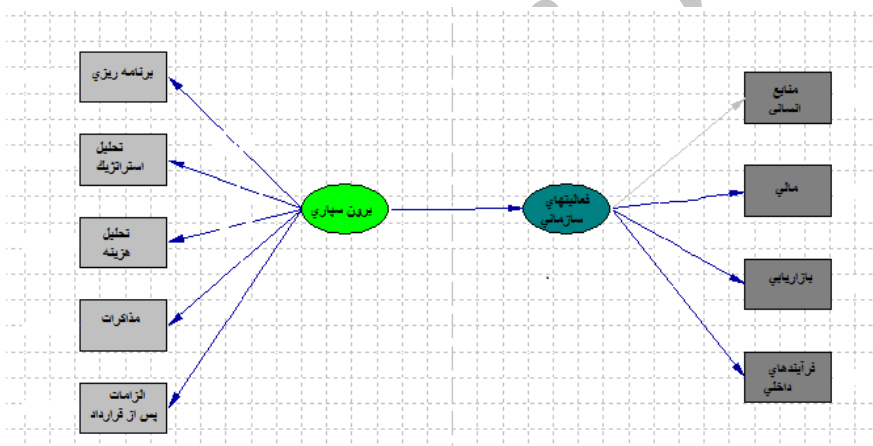 برنامه ريزي
تحليل
استراتژيك
تحليل
هزينه
مذاكرات
الزامات
پس از قرارداد
برون سپاري
فعاليتهاي
سازماني
منابع
انساني
مالي
بازاريابي
فرآيندهاي
داخلي